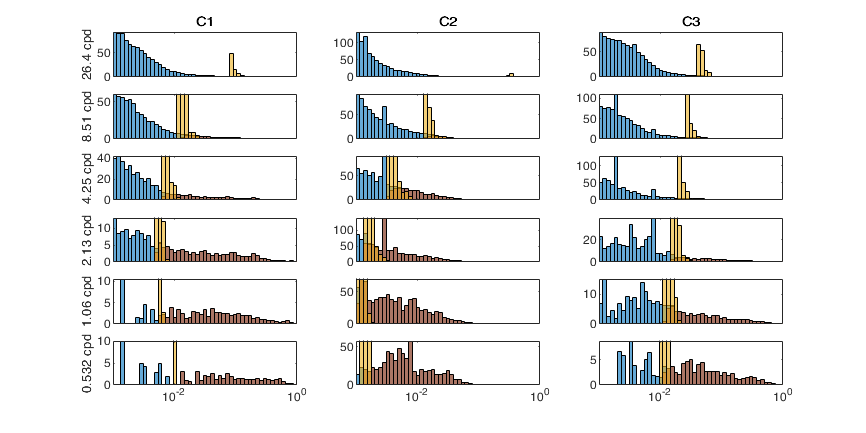 C1 C2 C3
26.4 cpd 50 0 100 50 0 50 0
8.51 cpd 50 0 50 0 100 50 0
4.25 cpd 40 20 0 50 0 100 50 0
2.13 cpd 10 5 0 100 50 0 20 0
1.06 cpd 10 5 0 50 0 10 0
0.532 cpd 10 5 0 50 0 5 0
10^-2 10^0 10^-2 10^0 10^-2 10^0